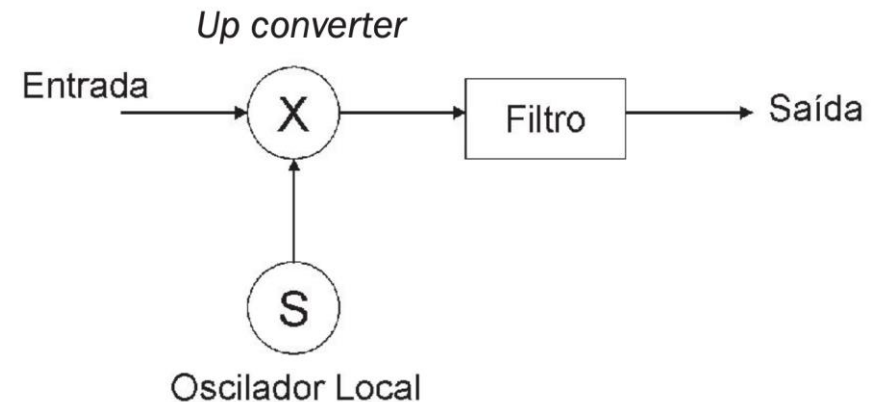 Up converter
Entrada
X
Filtro
Saída
S
Oscilador Local